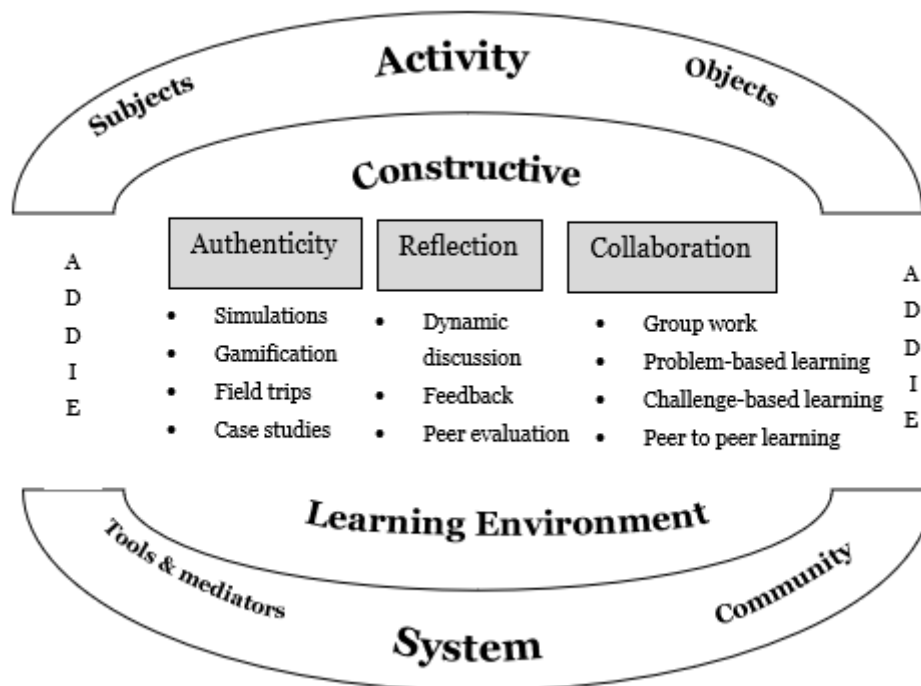 Activity
Subjects
Objects
Constructive
Authenticity
Reflection
Collaboration
A
D
D
I
E
• Simulations
• Gamification
• Field trips
• Case studies
• Dynamic
discussion
• Feedback
• Peer evaluation
• Group work
• Problem-based learning
• Challenge-based learning
• Peer to peer learning
A
D
D
I
E
Learning Environment
Tools & mediators
Community
System